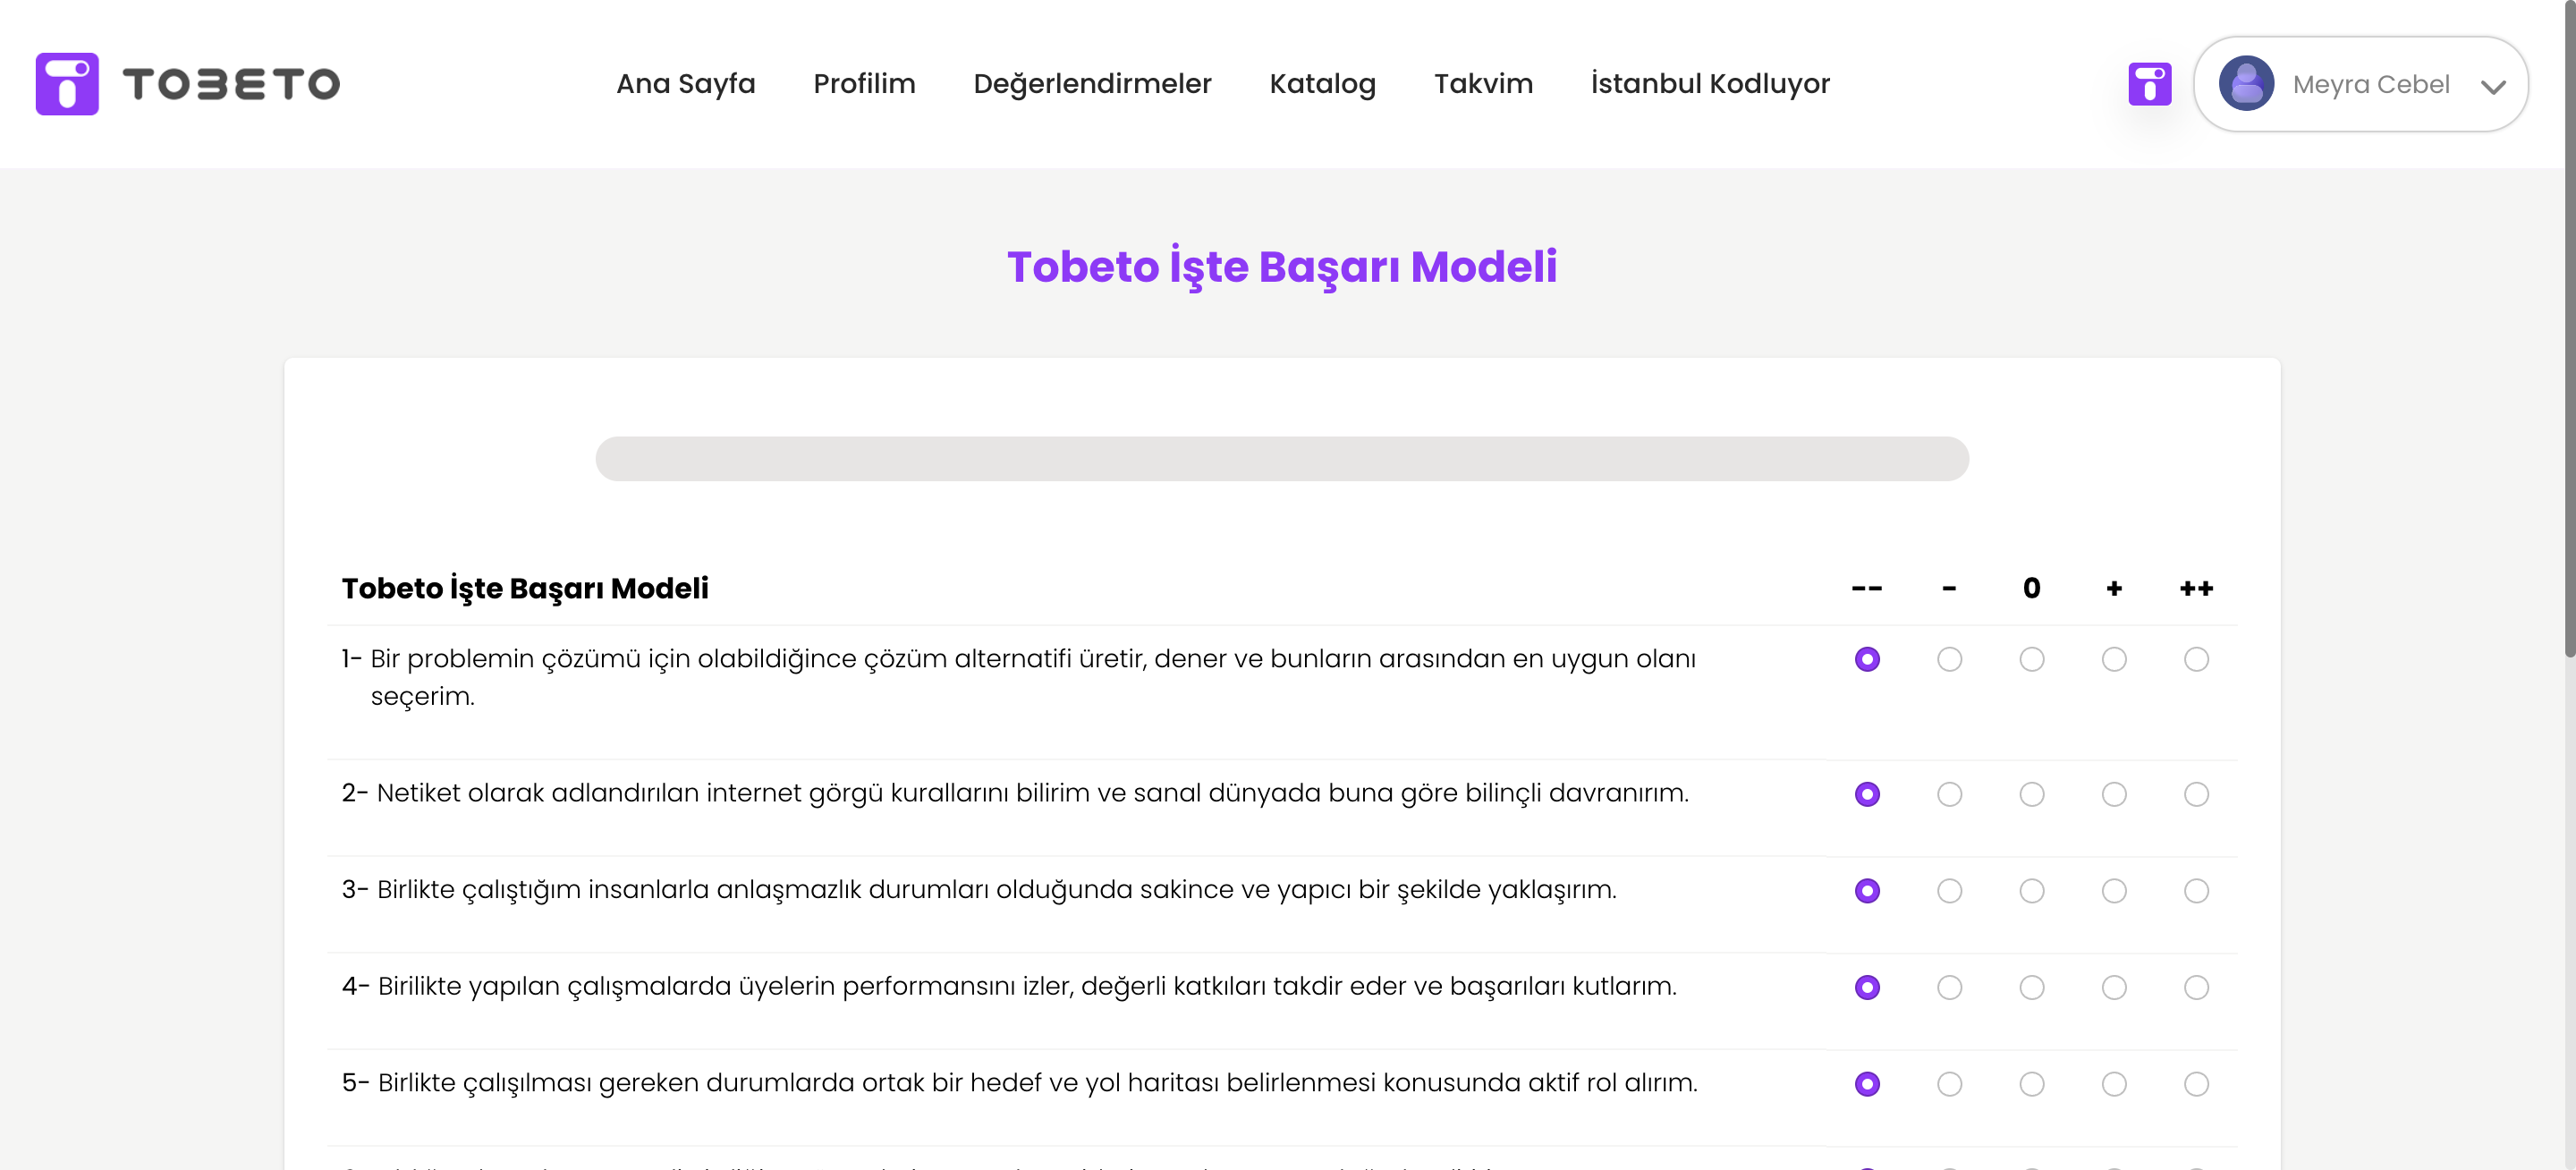 TOBETO
Ana Sayfa Profilim Değerlendirmeler Katalog Takvim İstanbul Kodluyor
Meyra Cebel
Tobeto İşte Başarı Modeli
Tobeto İşte Başarı Modeli -- - 0 + ++
1- Bir problemin çözümü için olabildiğince çözüm alternatifi üretir, dener ve bunların arasından en uygun olanı
seçerim.
2- Netiket olarak adlandırılan internet görgü kurallarını bilirim ve sanal dünyada buna göre bilinçli davranırım.
3- Birlikte çalıştığım insanlarla anlaşmazlık durumları olduğunda sakince ve yapıcı bir şekilde yaklaşırım.
4- Birilikte yapılan çalışmalarda üyelerin performansını izler, değerli katkıları takdir eder ve başarıları kutlarım.
5- Birlikte çalışılması gereken durumlarda ortak bir hedef ve yol haritası belirlenmesi konusunda aktif rol alırım.